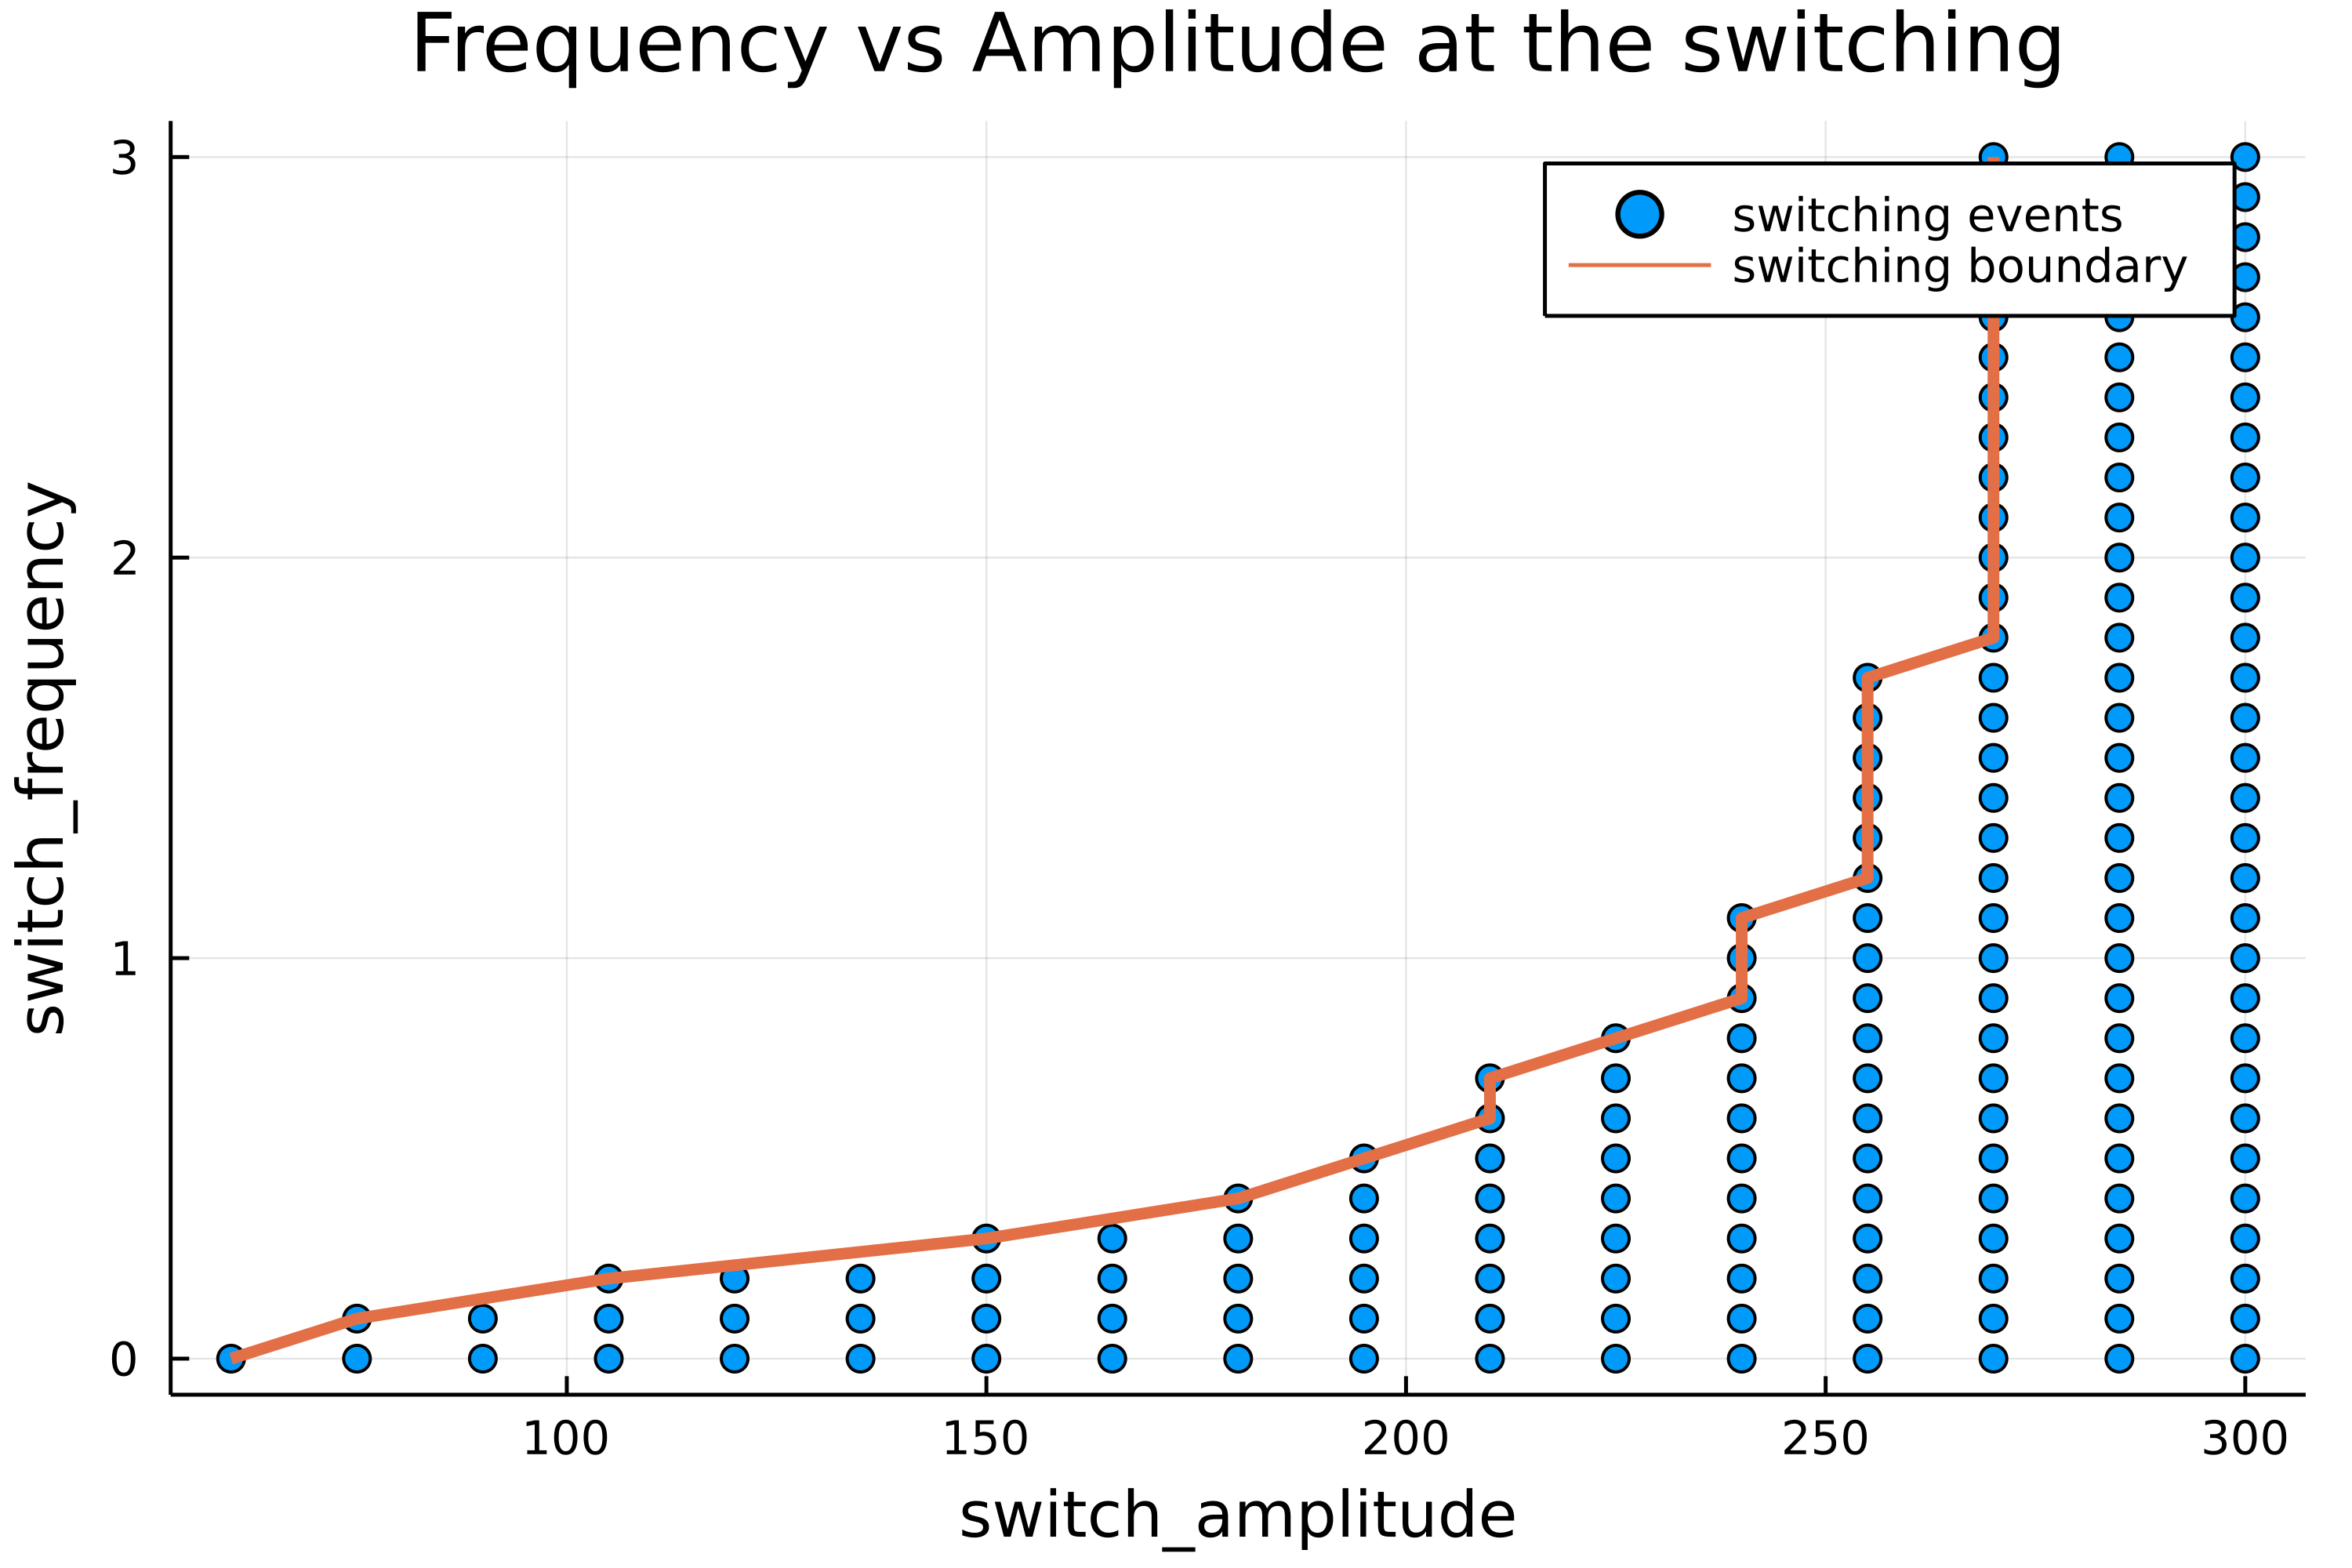 Frequency vs Amplitude at the switching
switching events
switching boundary
3
2
1
0
switch_frequency
100 150 200 250 300
switch_amplitude